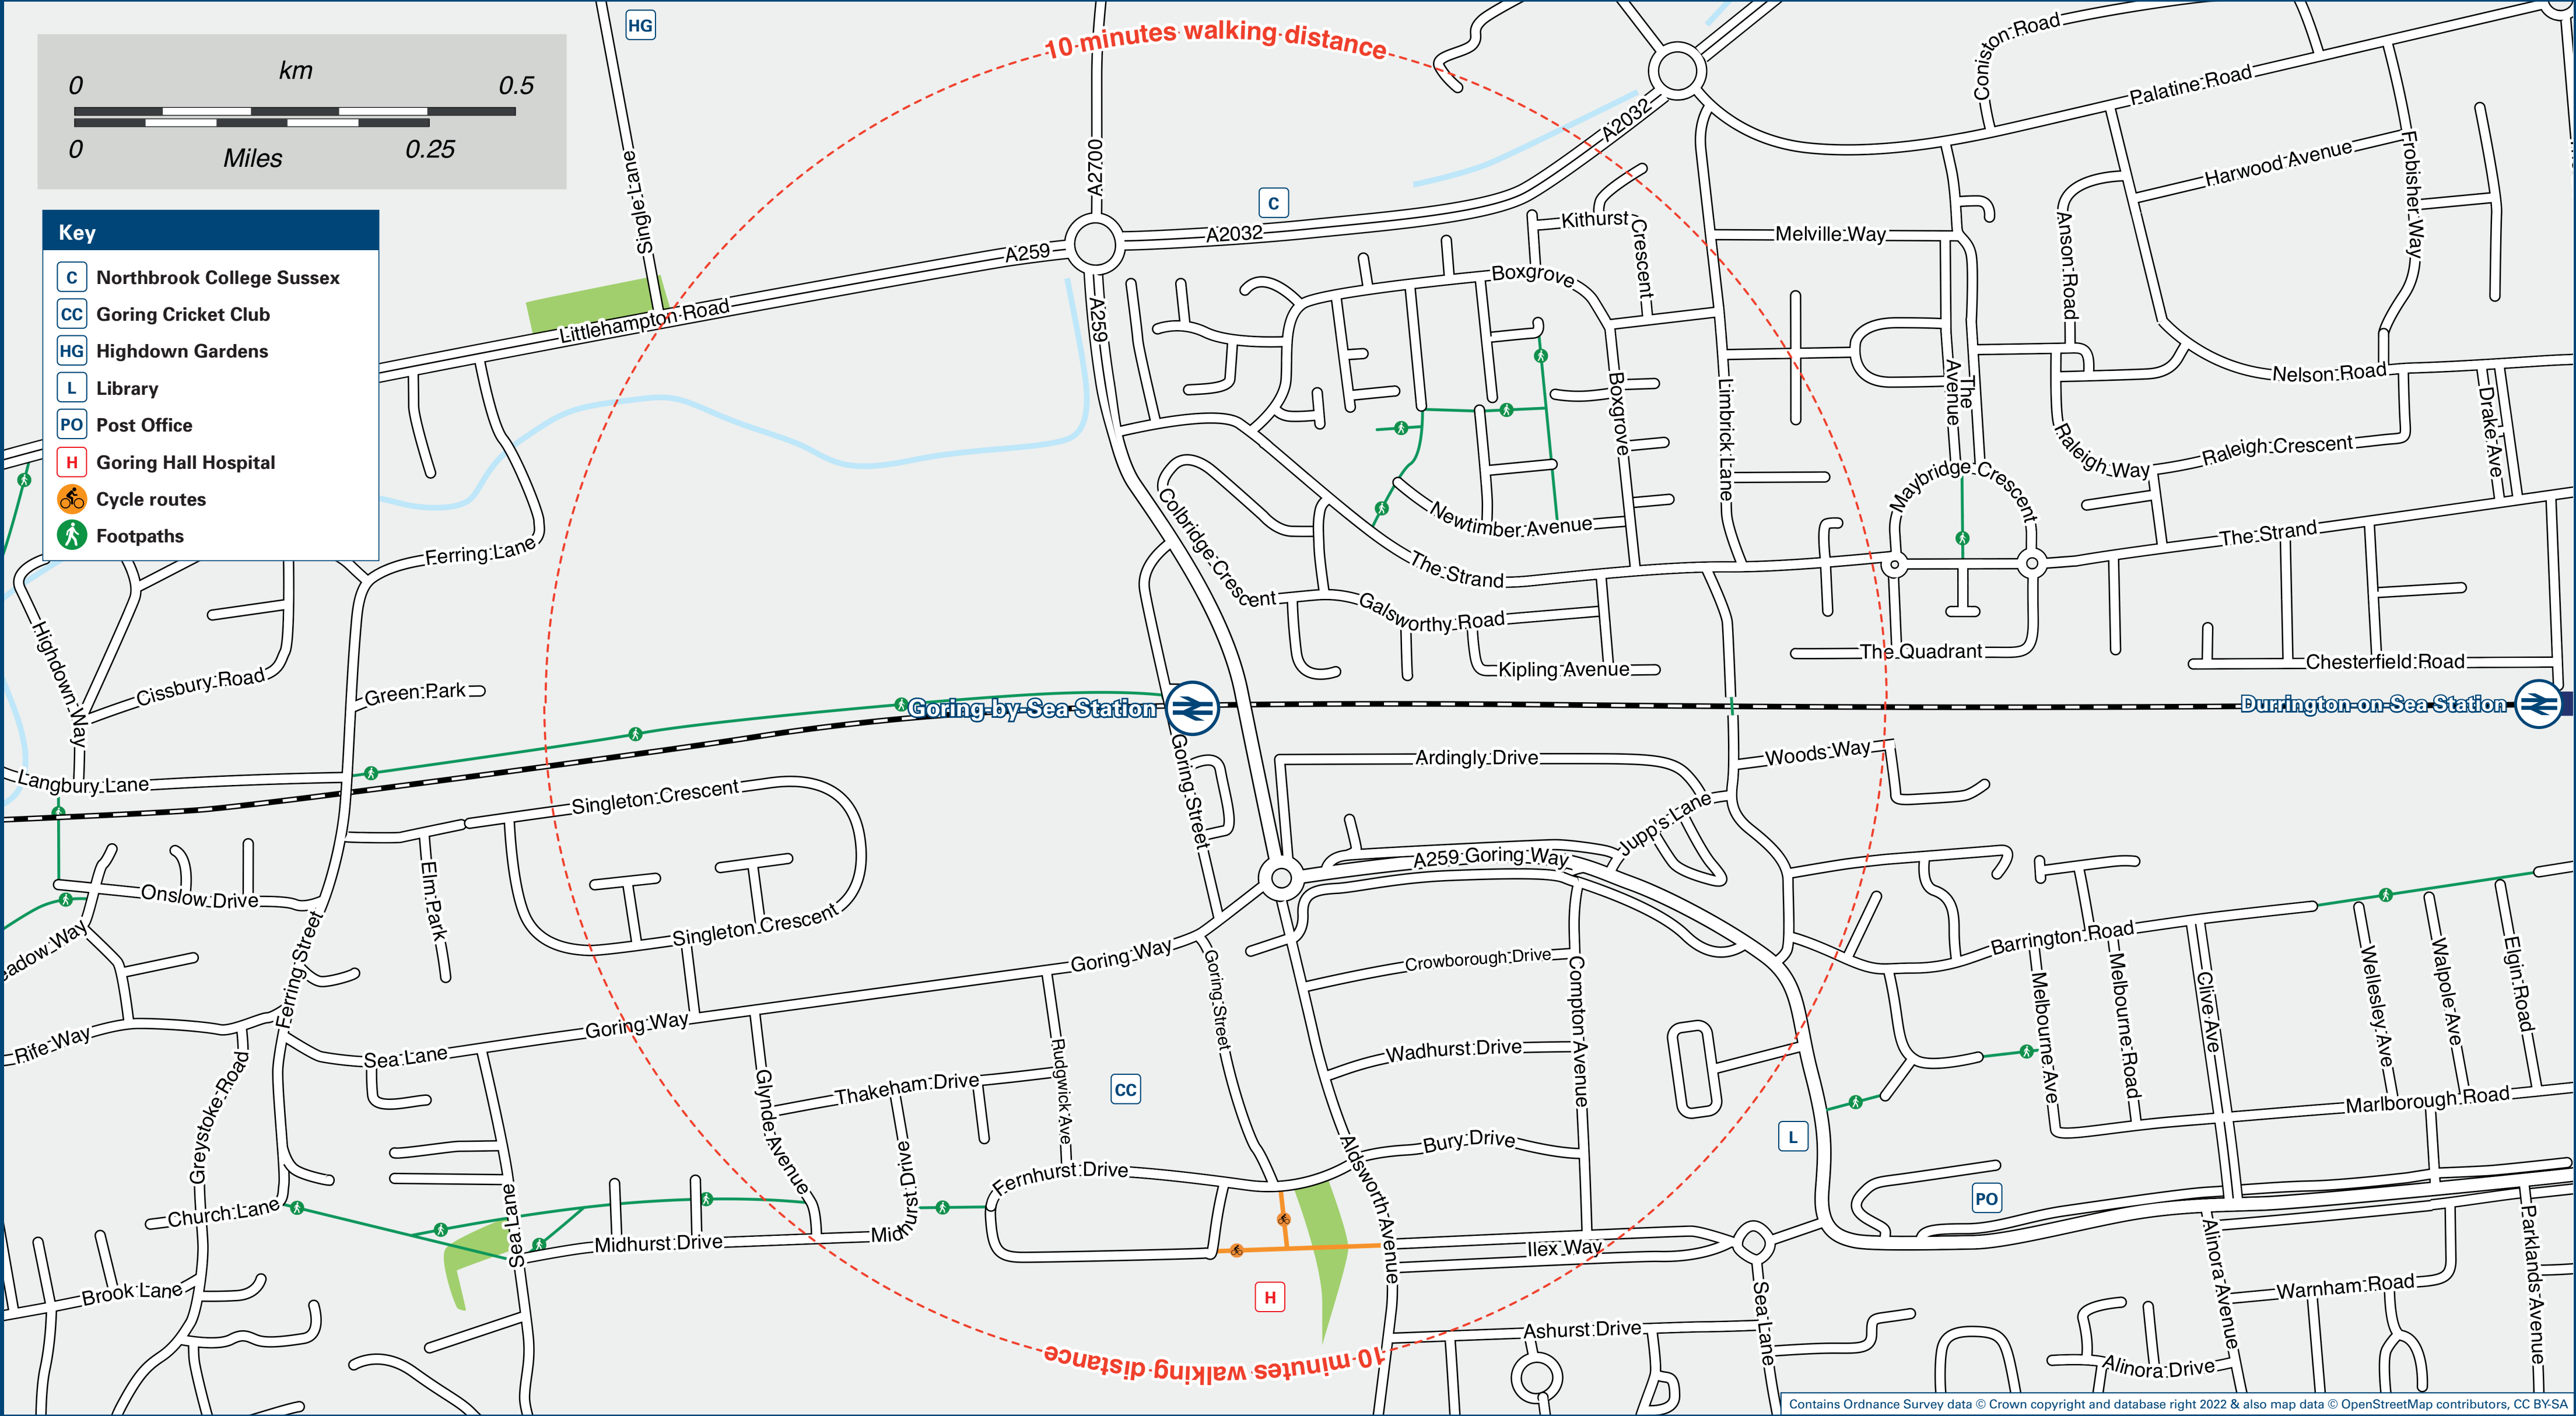 10 minutes walking distance
HG
km
0
0.5
0
Miles
0.25
Key
C Northbrook College Sussex
CC Goring Cricket Club
HG Highdown Gardens
L Library
PO Post Office
H Goring Hall Hospital
Cycle routes
Footpaths
Single Lane
A2700
A2032
C
A2032
A259
A259
Littlehampton Road
Coniston Road
Palatine Road
Harwood Avenue
Frobisher Way
Anson Road
Melville Way
Kithurst
Crescent
Boxgrove
Boxgrove
Limbrick Lane
The
Avenue
Nelson Road
Drake Ave
Raleigh Way
Raleigh Crescent
Maybridge Crescent
The Strand
Newtimber Avenue
The Strand
Colbridge Crescent
Galsworthy Road
Kipling Avenue
The Quadrant
Chesterfield Road
Ferring Lane
Highdown Way
Cissbury Road
Green Park
Goring-by-Sea Station
Durrington-on-Sea Station
Langbury Lane
Goring Street
Ardingly Drive
Woods Way
Jupp's Lane
A259 Goring Way
Singleton Crescent
Singleton Crescent
Elm Park
Onslow Drive
eadow Way
Ferring Street
Rife Way
Greystoke Road
Sea Lane
Goring Way
Goring Way
Goring Street
Crowborough Drive
Compton Avenue
Wadhurst Drive
Barrington Road
Melbourne Ave
Melbourne Road
Clive Ave
Wellesley Ave
Walpole Ave
Elgin Road
Marlborough Road
Rudgwick Ave
CC
Thakeham Drive
Glynde Avenue
Midhurst Drive
Fernhurst Drive
Bury Drive
Aldsworth Avenue
L
PO
Church Lane
Sea Lane
Midhurst Drive
Brook Lane
H
Ilex Way
Sea Lane
Ashurst Drive
Alinora Avenue
Warnham Road
Parklands Avenue
Alinora Drive
10 minutes walking distance
Contains Ordnance Survey data © Crown copyright and database right 2022 & also map data © OpenStreetMap contributors, CC BY-SA